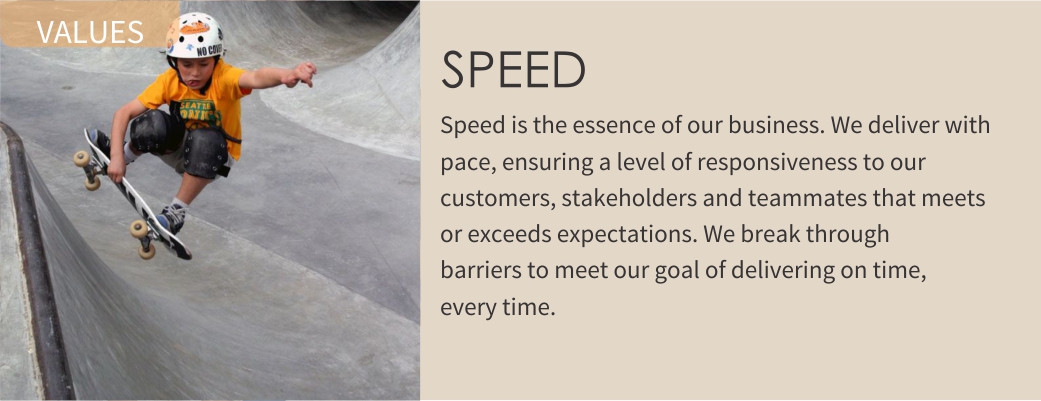 VALUES
NO CO
SEATTLE
SPEED
Speed is the essence of our business. We deliver with
pace, ensuring a level of responsiveness to our
customers, stakeholders and teammates that meets
or exceeds expectations. We break through
barriers to meet our goal of delivering on time,
every time.